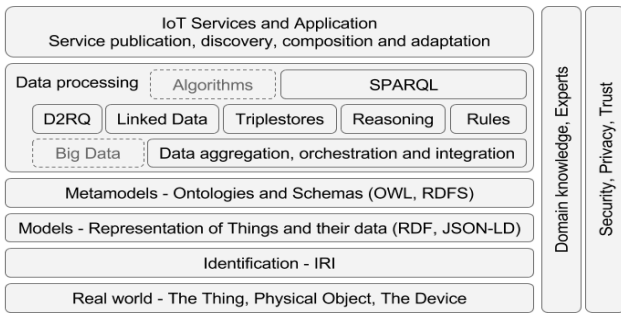 IoT Services and Application
Service publication, discovery, composition and adaptation
Data processing
Algorithms
SPARQL
D2RQ
Linked Data
Triplestores
Reasoning
Rules
Big Data
Data aggregation, orchestration and integration
Metamodels - Ontologies and Schemas (OWL, RDFS)
Models - Representation of Things and their data (RDF, JSON-LD)
Identification - IRI
Real world - The Thing, Physical Object, The Device
Domain knowledge, Experts
Security, Privacy, Trust